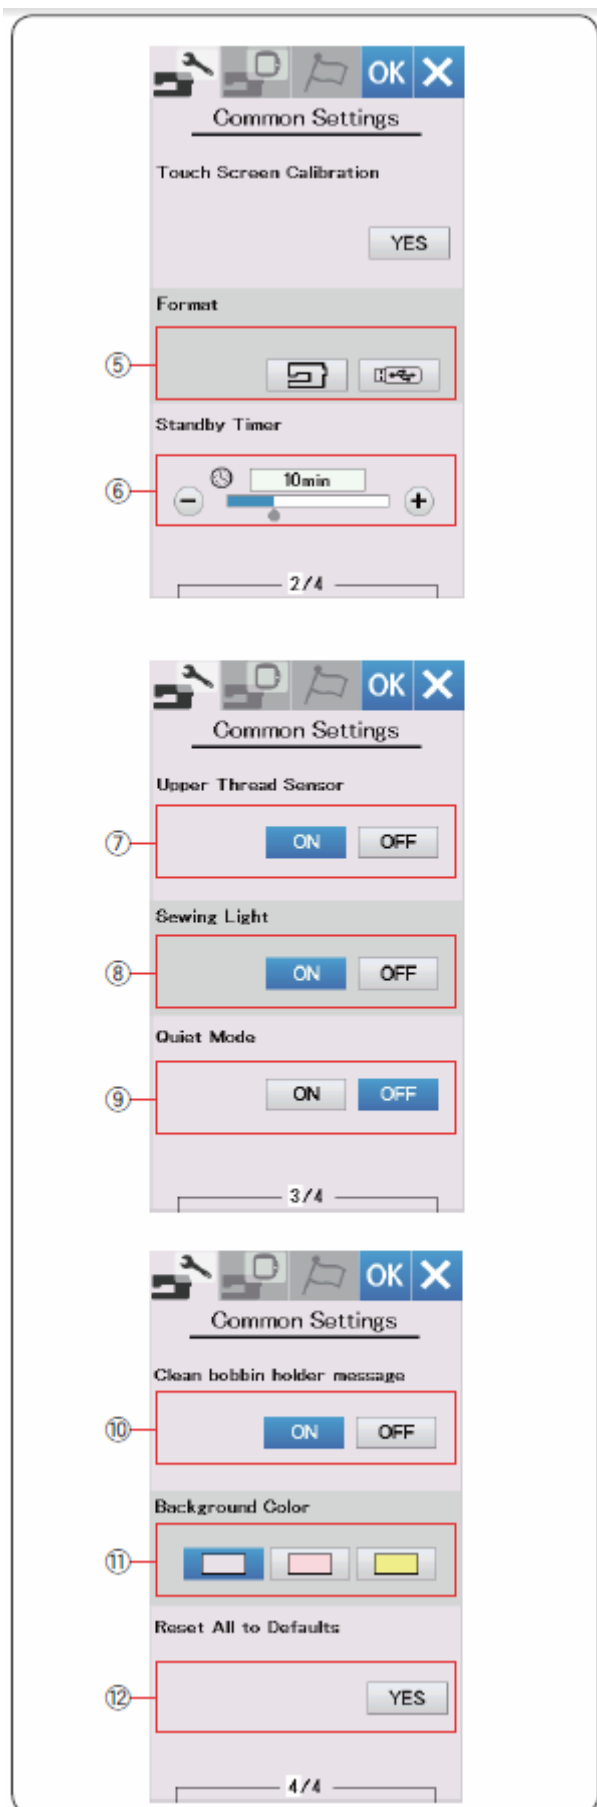 OK
Common Settings
Touch Screen Calibration
YES
Format
⑤
Standby Timer
10min
⑥
2/4
OK
Common Settings
Upper Thread Sensor
⑦ ON OFF
Sewing Light
⑧ ON OFF
Quiet Mode
⑨ ON OFF
3/4
OK
Common Settings
Clean bobbin holder message
⑩ ON OFF
Background Color
⑪
Reset All to Defaults
⑫ YES
4/4